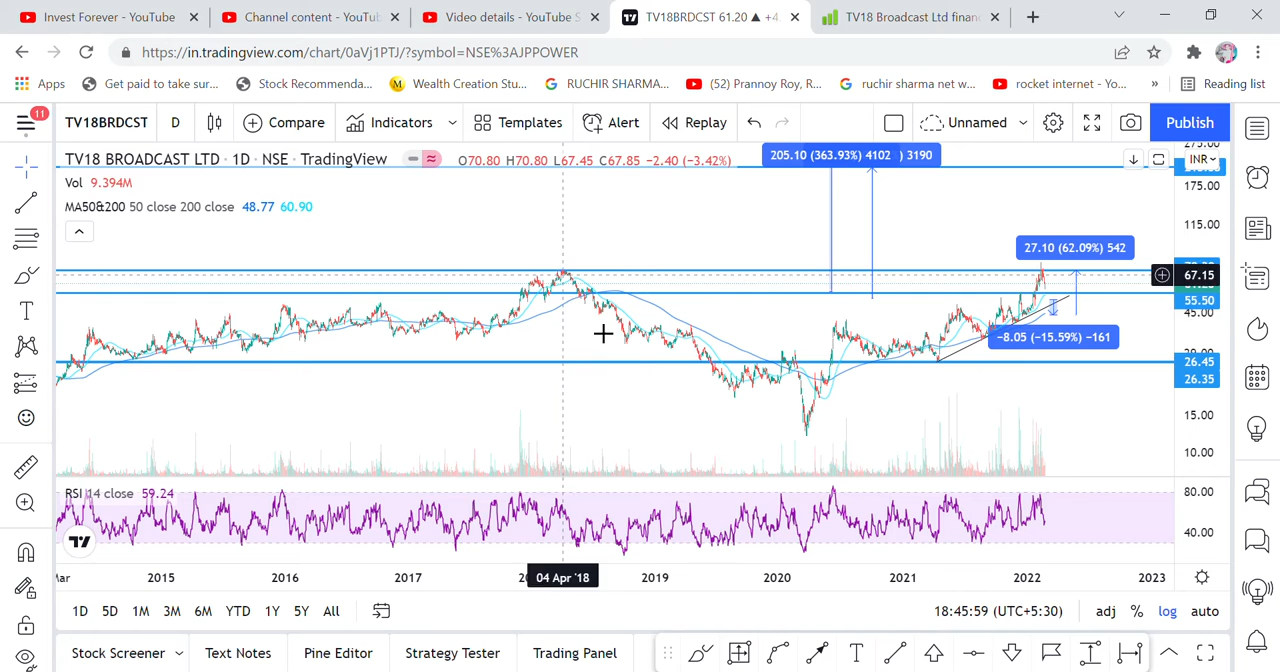 Invest Forever - YouTube
Channel content - YouTu
Video details - YouTube S
TV18BRDCST 61.20 ▲ +4
TV18 Broadcast Ltd finan
https://in.tradingview.com/chart/0aVj1PTJ/?symbol=NSE%3AJPPOWER
Apps
Get paid to take sur...
Stock Recommenda...
Wealth Creation Stu...
RUCHIR SHARMA...
(52) Prannoy Roy, R...
ruchir sharma net w...
rocket internet - Yo...
»
Reading list
11
TV18BRDCST
D
Compare
Indicators
Templates
Alert
Replay
Unnamed
Publish
TV18 BROADCAST LTD · 1D · NSE · TradingView
O70.80 H70.80 L67.45 C67.85 −2.40 (−3.42%)
205.10 (363.93%) 4102 ) 3190
INR
Vol 9.394M
175.00
MA50&200 50 close 200 close 48.77 60.90
115.00
27.10 (62.09%) 542
67.15
55.50
45.00
−8.05 (−15.59%) −161
26.45
26.35
15.00
10.00
RSI 14 close 59.24
80.00
40.00
2015
2016
2017
04 Apr '18
2019
2020
2021
2022
2023
1D
5D
1M
3M
6M
YTD
1Y
5Y
All
18:45:59 (UTC+5:30)
adj
%
log
auto
Stock Screener
Text Notes
Pine Editor
Strategy Tester
Trading Panel